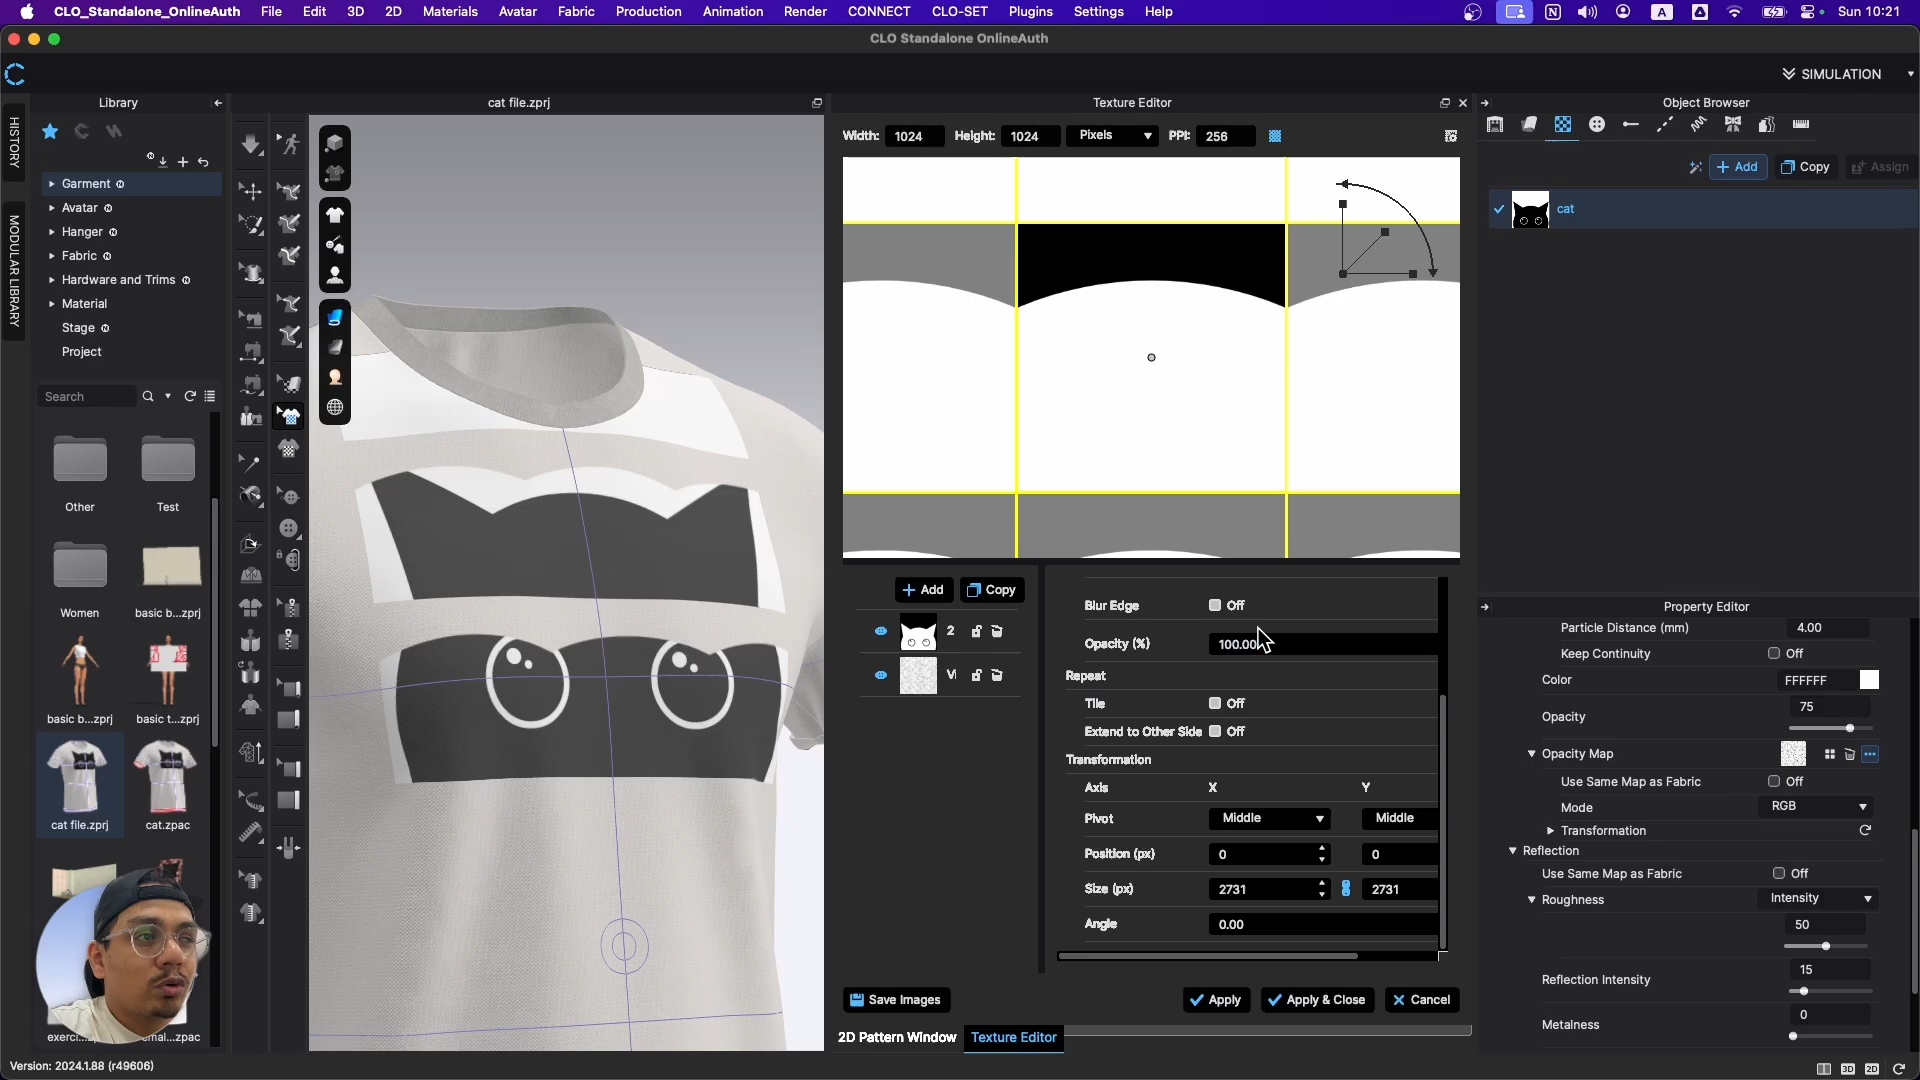 CLO_Standalone_OnlineAuth File Edit 3D 2D Materials Avatar Fabric Production Animation Render CONNECT CLO-SET Plugins Settings Help A Sun 10:21
CLO Standalone OnlineAuth
SIMULATION
HISTORY
MODULAR LIBRARY
Library
Garment
Avatar
Hanger
Fabric
Hardware and Trims
Material
Stage
Project
Search
Other Test
Women basic b...zprj
basic b...zprj basic t...zprj
cat file.zprj cat.zpac
exerci...
mal...zpac
cat file.zprj
Texture Editor
Width: 1024 Height: 1024 Pixels PPI: 256
Add Copy
2
Blur Edge Off
Opacity (%) 100.00
Repeat
Tile Off
Extend to Other Side Off
Transformation
Axis X Y
Pivot Middle Middle
Position (px) 0 0
Size (px) 2731 2731
Angle 0.00
Save Images Apply Apply & Close Cancel
2D Pattern Window Texture Editor
Object Browser
Add Copy Assign
cat
Property Editor
Particle Distance (mm) 4.00
Keep Continuity Off
Color FFFFFF
Opacity 75
Opacity Map
Use Same Map as Fabric Off
Mode RGB
Transformation
Reflection
Use Same Map as Fabric Off
Roughness Intensity
50
Reflection Intensity 15
Metalness 0
Version: 2024.1.88 (r49606)
3D 2D